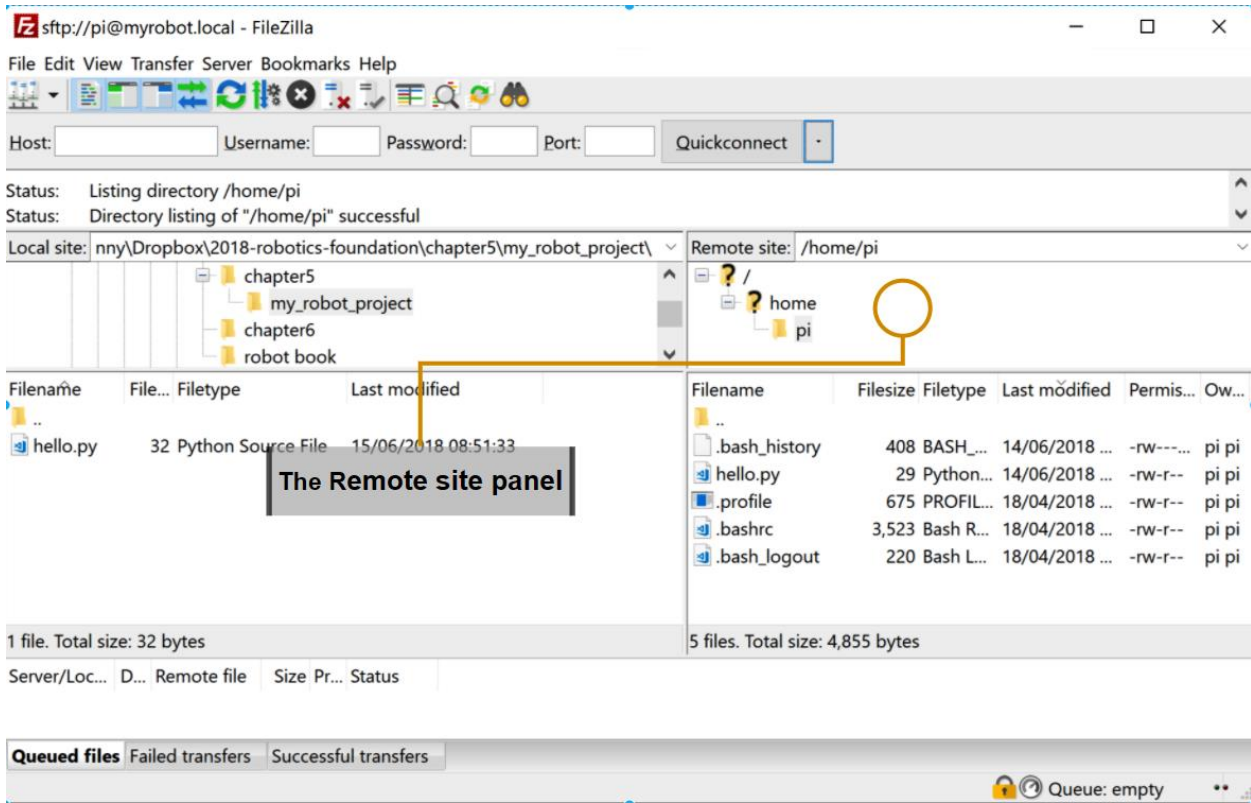 sftp://pi@myrobot.local - FileZilla
File Edit View Transfer Server Bookmarks Help
Host: Username: Password: Port: Quickconnect
Status: Listing directory /home/pi
Status: Directory listing of "/home/pi" successful
Local site: nny\Dropbox\2018-robotics-foundation\chapter5\my_robot_project\
chapter5
my_robot_project
chapter6
robot book
Remote site: /home/pi
/
home
pi
Filename File... Filetype Last modified
..
hello.py 32 Python Source File 15/06/2018 08:51:33
The Remote site panel
1 file. Total size: 32 bytes
Filename Filesize Filetype Last modified Permis... Ow...
..
.bash_history 408 BASH_... 14/06/2018 ... -rw---... pi pi
hello.py 29 Python... 14/06/2018 ... -rw-r-- pi pi
.profile 675 PROFIL... 18/04/2018 ... -rw-r-- pi pi
.bashrc 3,523 Bash R... 18/04/2018 ... -rw-r-- pi pi
.bash_logout 220 Bash L... 18/04/2018 ... -rw-r-- pi pi
5 files. Total size: 4,855 bytes
Server/Loc... D... Remote file Size Pr... Status
Queued files Failed transfers Successful transfers
Queue: empty